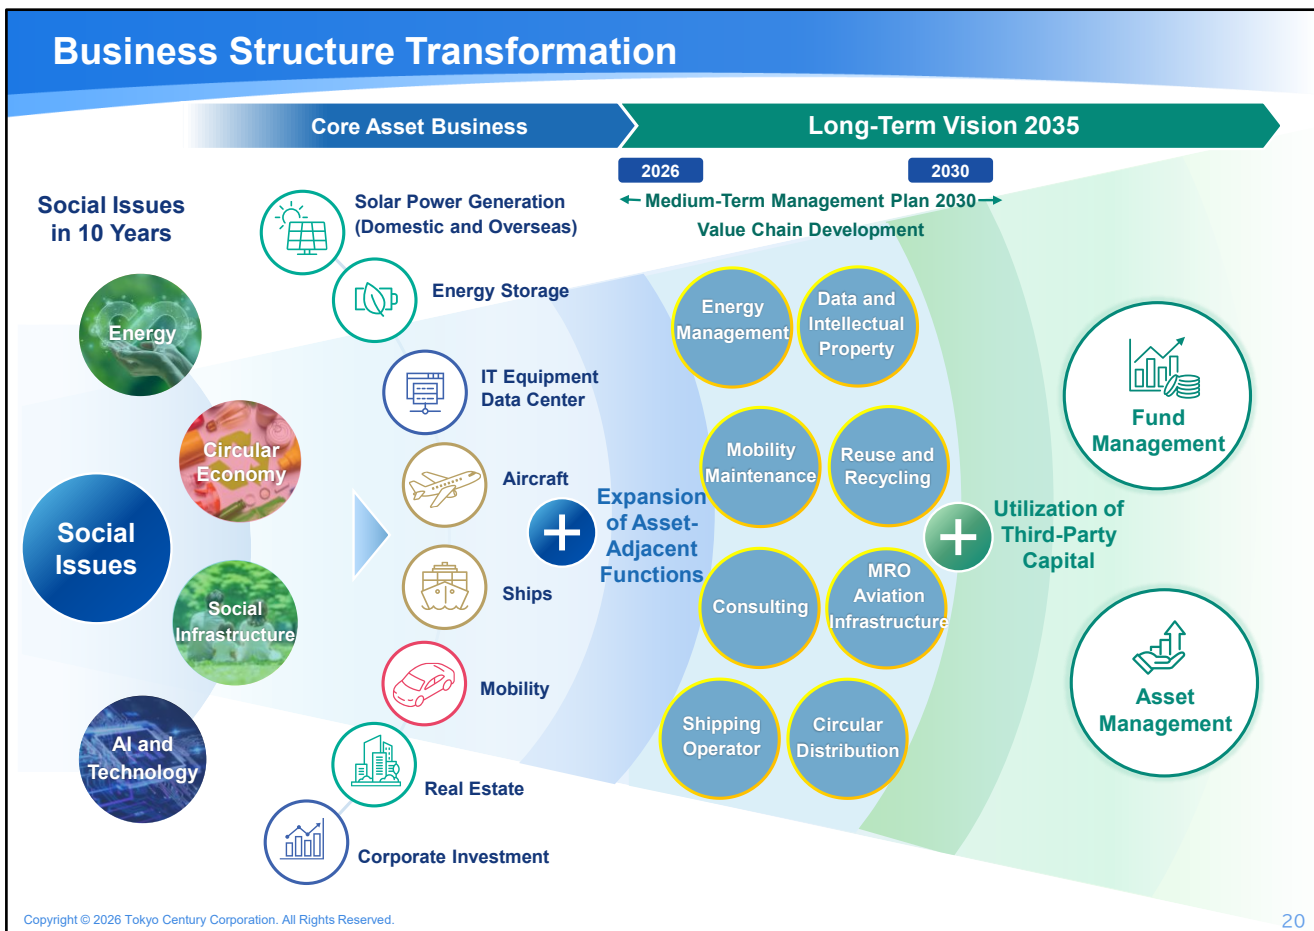 Business Structure Transformation
Core Asset Business
Long-Term Vision 2035
2026
2030
Medium-Term Management Plan 2030
Value Chain Development
Social Issues
in 10 Years
Energy
Circular
Economy
Social
Issues
Social
Infrastructure
AI and
Technology
Solar Power Generation
(Domestic and Overseas)
Energy Storage
IT Equipment
Data Center
Aircraft
Ships
Mobility
Real Estate
Corporate Investment
+
Expansion
of Asset-
Adjacent
Functions
Energy
Management
Data and
Intellectual
Property
Mobility
Maintenance
Reuse and
Recycling
Consulting
MRO
Aviation
Infrastructure
Shipping
Operator
Circular
Distribution
+
Utilization of
Third-Party
Capital
Fund
Management
Asset
Management
Copyright © 2026 Tokyo Century Corporation. All Rights Reserved.
20